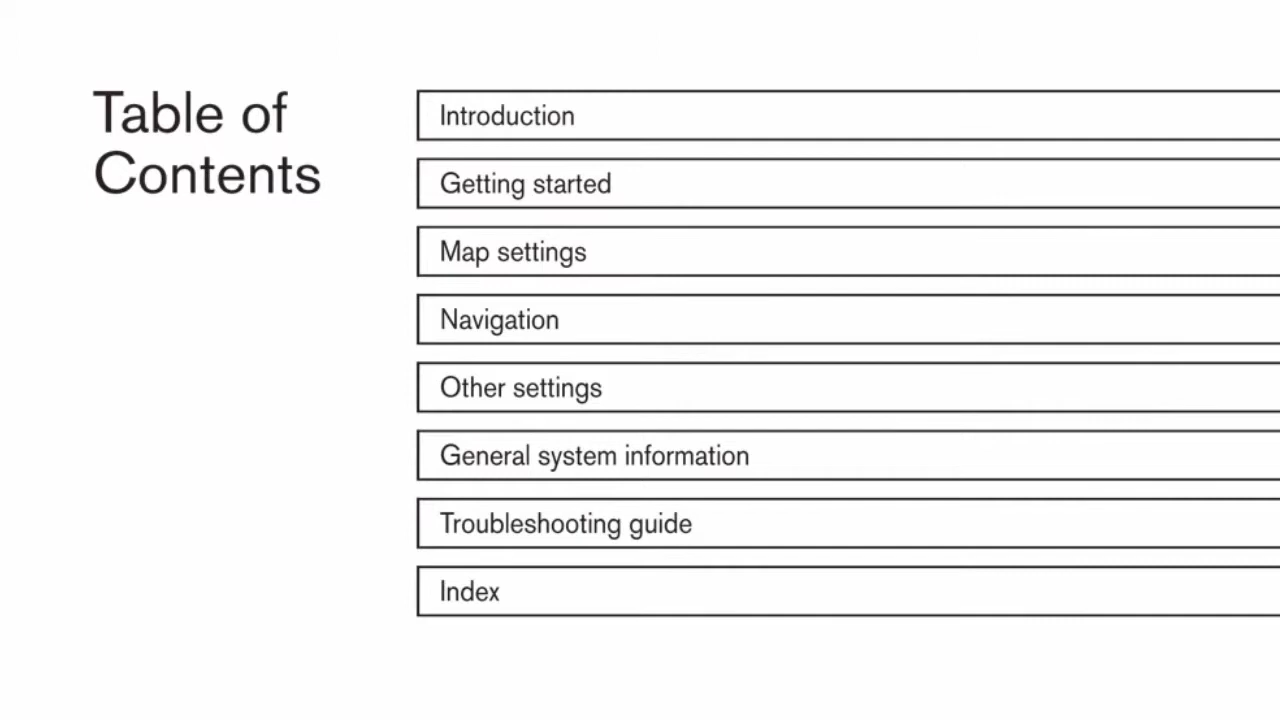 Table of
Contents
Introduction
Getting started
Map settings
Navigation
Other settings
General system information
Troubleshooting guide
Index